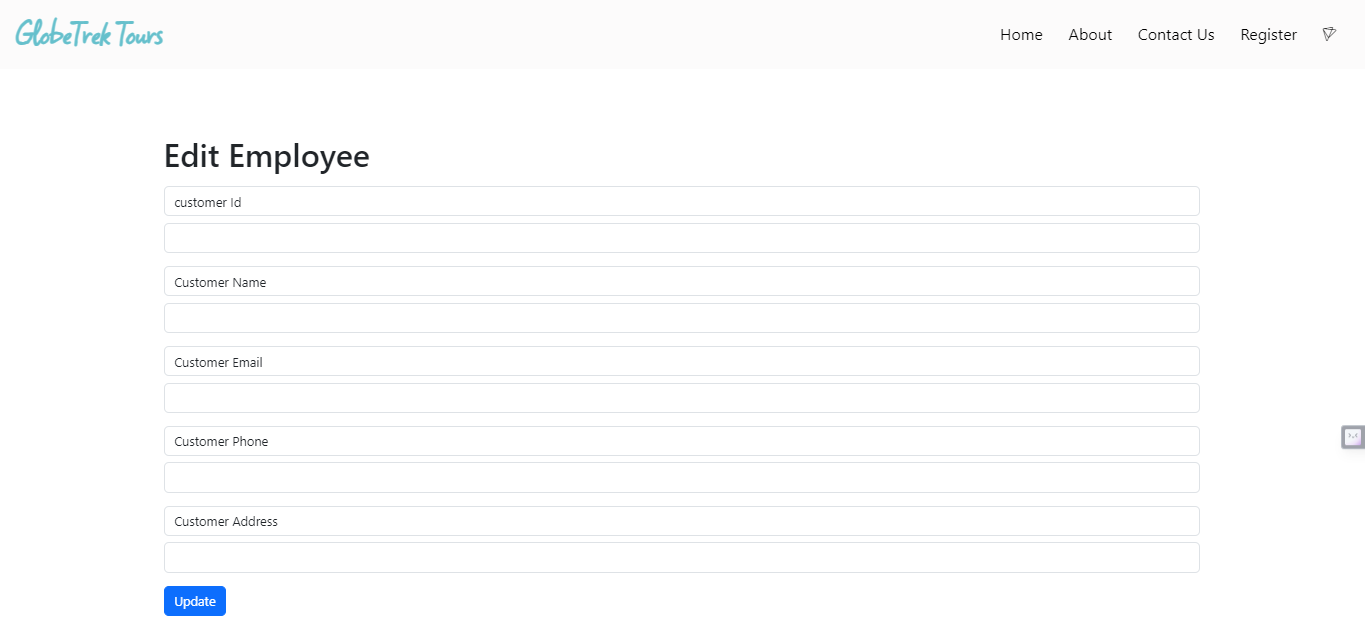 GlobeTrek Tours
Home About Contact Us Register
Edit Employee
customer Id
Customer Name
Customer Email
Customer Phone
Customer Address
Update